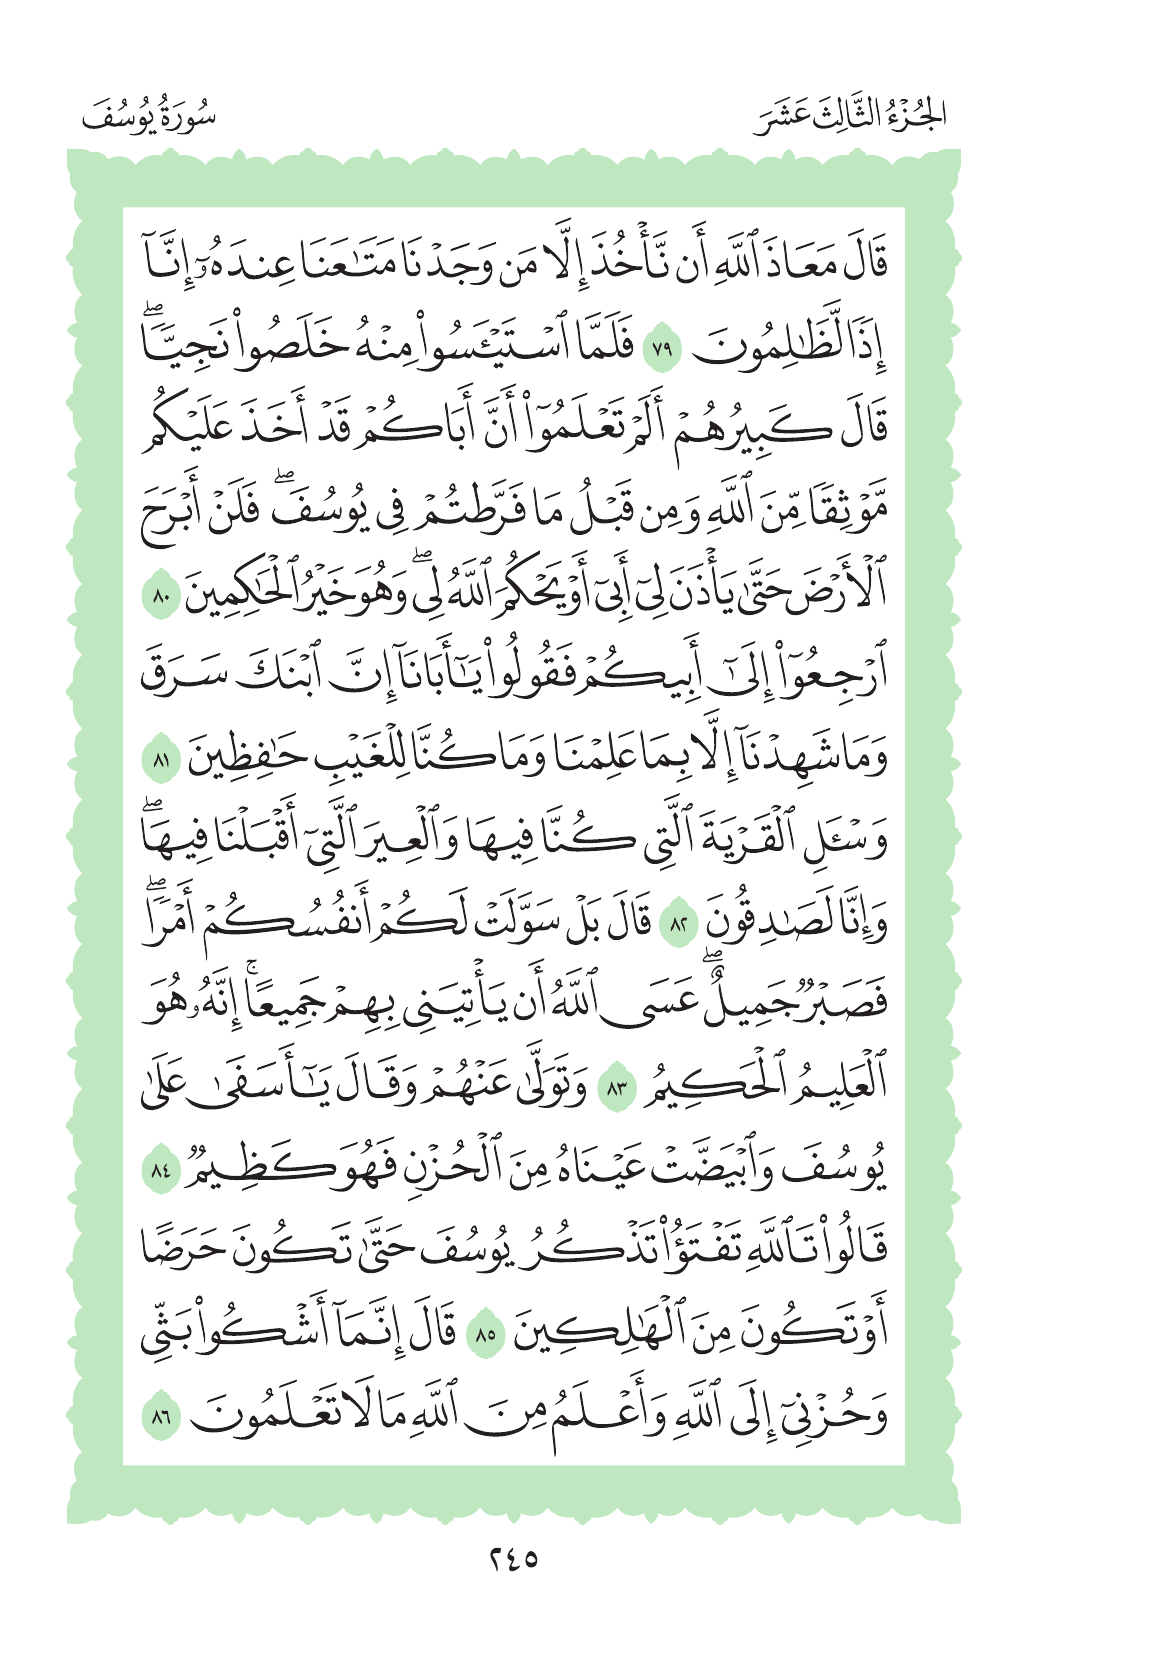 الجُزْءُ الثَّالِثَ عَشَرَ
سُورَةُ يُوسُفَ
قَالَ مَعَاذَ ٱللَّهِ أَن نَّأْخُذَ إِلَّا مَن وَجَدْنَا مَتَٰعَنَا عِندَهُۥٓ إِنَّآ
إِذًا لَّظَٰلِمُونَ ٧٩ فَلَمَّا ٱسْتَيْـَٔسُوا۟ مِنْهُ خَلَصُوا۟ نَجِيًّا ۖ
قَالَ كَبِيرُهُمْ أَلَمْ تَعْلَمُوٓا۟ أَنَّ أَبَاكُمْ قَدْ أَخَذَ عَلَيْكُم
مَّوْثِقًا مِّنَ ٱللَّهِ وَمِن قَبْلُ مَا فَرَّطتُمْ فِى يُوسُفَ ۖ فَلَنْ أَبْرَحَ
ٱلْأَرْضَ حَتَّىٰ يَأْذَنَ لِىٓ أَبِىٓ أَوْ يَحْكُمَ ٱللَّهُ لِى ۖ وَهُوَ خَيْرُ ٱلْحَٰكِمِينَ ٨٠
ٱرْجِعُوٓا۟ إِلَىٰٓ أَبِيكُمْ فَقُولُوا۟ يَٰٓأَبَانَآ إِنَّ ٱبْنَكَ سَرَقَ
وَمَا شَهِدْنَآ إِلَّا بِمَا عَلِمْنَا وَمَا كُنَّا لِلْغَيْبِ حَٰفِظِينَ ٨١
وَسْـَٔلِ ٱلْقَرْيَةَ ٱلَّتِى كُنَّا فِيهَا وَٱلْعِيرَ ٱلَّتِىٓ أَقْبَلْنَا فِيهَا ۖ
وَإِنَّا لَصَٰدِقُونَ ٨٢ قَالَ بَلْ سَوَّلَتْ لَكُمْ أَنفُسُكُمْ أَمْرًا ۖ
فَصَبْرٌ جَمِيلٌ ۖ عَسَى ٱللَّهُ أَن يَأْتِيَنِى بِهِمْ جَمِيعًا ۚ إِنَّهُۥ هُوَ
ٱلْعَلِيمُ ٱلْحَكِيمُ ٨٣ وَتَوَلَّىٰ عَنْهُمْ وَقَالَ يَٰٓأَسَفَىٰ عَلَىٰ
يُوسُفَ وَٱبْيَضَّتْ عَيْنَاهُ مِنَ ٱلْحُزْنِ فَهُوَ كَظِيمٌ ٨٤
قَالُوا۟ تَٱللَّهِ تَفْتَؤُا۟ تَذْكُرُ يُوسُفَ حَتَّىٰ تَكُونَ حَرَضًا
أَوْ تَكُونَ مِنَ ٱلْهَٰلِكِينَ ٨٥ قَالَ إِنَّمَآ أَشْكُوا۟ بَثِّى
وَحُزْنِىٓ إِلَى ٱللَّهِ وَأَعْلَمُ مِنَ ٱللَّهِ مَا لَا تَعْلَمُونَ ٨٦
٢٤٥